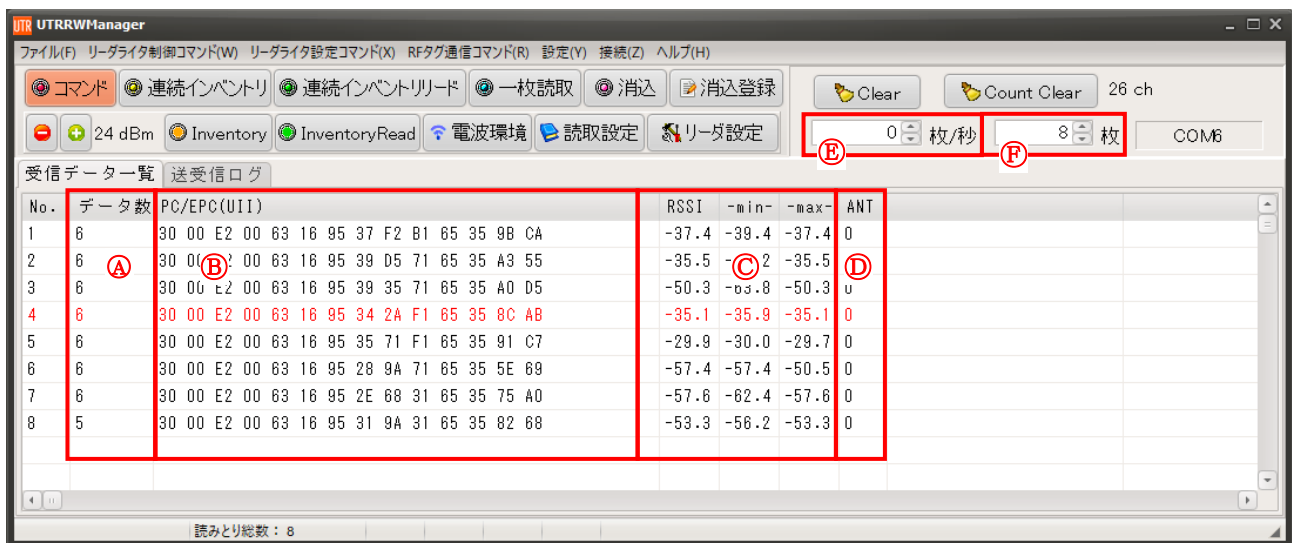 UTR UTRRWManager
ファイル(F) リーダライタ制御コマンド(W) リーダライタ設定コマンド(X) RFタグ通信コマンド(R) 設定(Y) 接続(Z) ヘルプ(H)
コマンド 連続インベントリ 連続インベントリリード 一枚読取 消込 消込登録 Clear Count Clear 26 ch
24 dBm Inventory InventoryRead 電波環境 読取設定 リーダ設定 0 枚/秒 8 枚 COM6
Ⓔ Ⓕ
受信データ一覧 送受信ログ
No. データ数 PC/EPC(UII) RSSI -min- -max- ANT
1 6 30 00 E2 00 63 16 95 37 F2 B1 65 35 9B CA -37.4 -39.4 -37.4 0
2 6 30 00 00 63 16 95 39 D5 71 65 35 A3 55 -35.5 2 -35.5
Ⓐ Ⓑ Ⓒ Ⓓ
3 6 30 00 E2 00 63 16 95 39 35 71 65 35 A0 D5 -50.3 -63.8 -50.3 0
4 6 30 00 E2 00 63 16 95 34 2A F1 65 35 8C AB -35.1 -35.9 -35.1 0
5 6 30 00 E2 00 63 16 95 35 71 F1 65 35 91 C7 -29.9 -30.0 -29.7 0
6 6 30 00 E2 00 63 16 95 28 9A 71 65 35 5E 69 -57.4 -57.4 -50.5 0
7 6 30 00 E2 00 63 16 95 2E 68 31 65 35 75 A0 -57.6 -62.4 -57.6 0
8 5 30 00 E2 00 63 16 95 31 9A 31 65 35 82 68 -53.3 -56.2 -53.3 0
読みとり総数：8